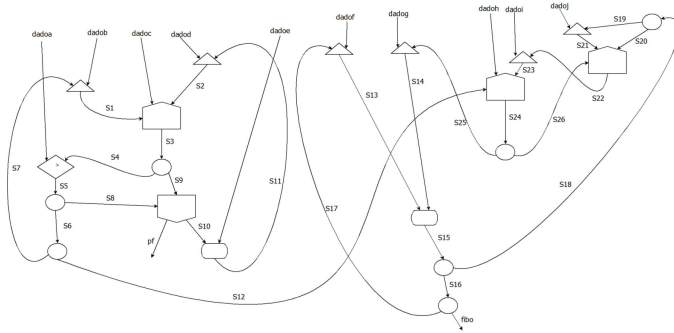 dadoa
dadob
dadoc
dadod
dadoe
dadof
dadog
dadoh
dadoi
dadoj
S19
S21
S20
S23
S22
S2
S1
S13
S14
S24
S25
S26
S3
S4
S7
>
S5
S9
S11
S18
S8
S17
S6
S10
pf
S15
S12
S16
fibo